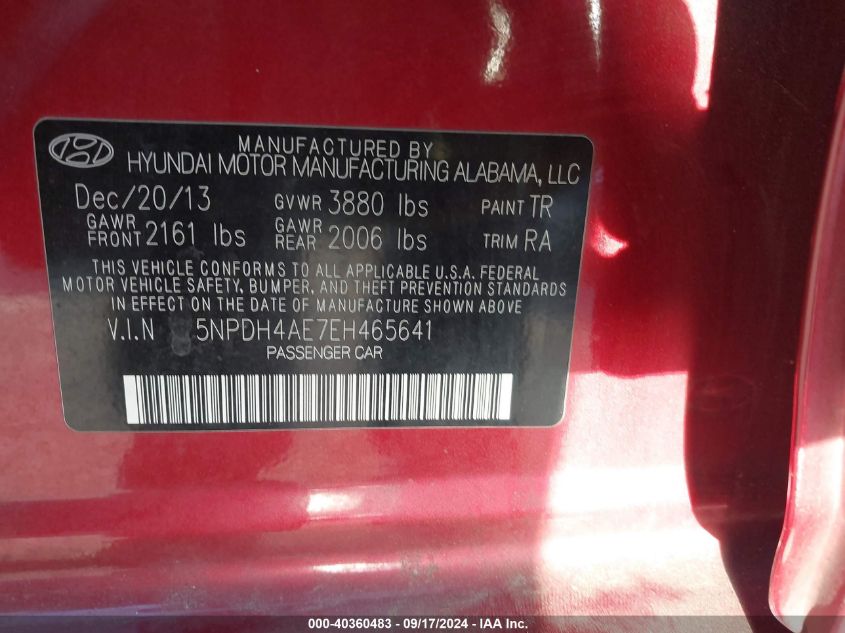 MANUFACTURED BY
HYUNDAI MOTOR MANUFACTURING ALABAMA, LLC
Dec/20/13 GVWR 3880 lbs PAINT TR
GAWR FRONT 2161 lbs GAWR REAR 2006 lbs TRIM RA
THIS VEHICLE CONFORMS TO ALL APPLICABLE U.S.A. FEDERAL
MOTOR VEHICLE SAFETY, BUMPER, AND THEFT PREVENTION STANDARDS
IN EFFECT ON THE DATE OF MANUFACTURE SHOWN ABOVE
V.I.N 5NPDH4AE7EH465641
PASSENGER CAR
000-40360483 - 09/17/2024 - IAA Inc.